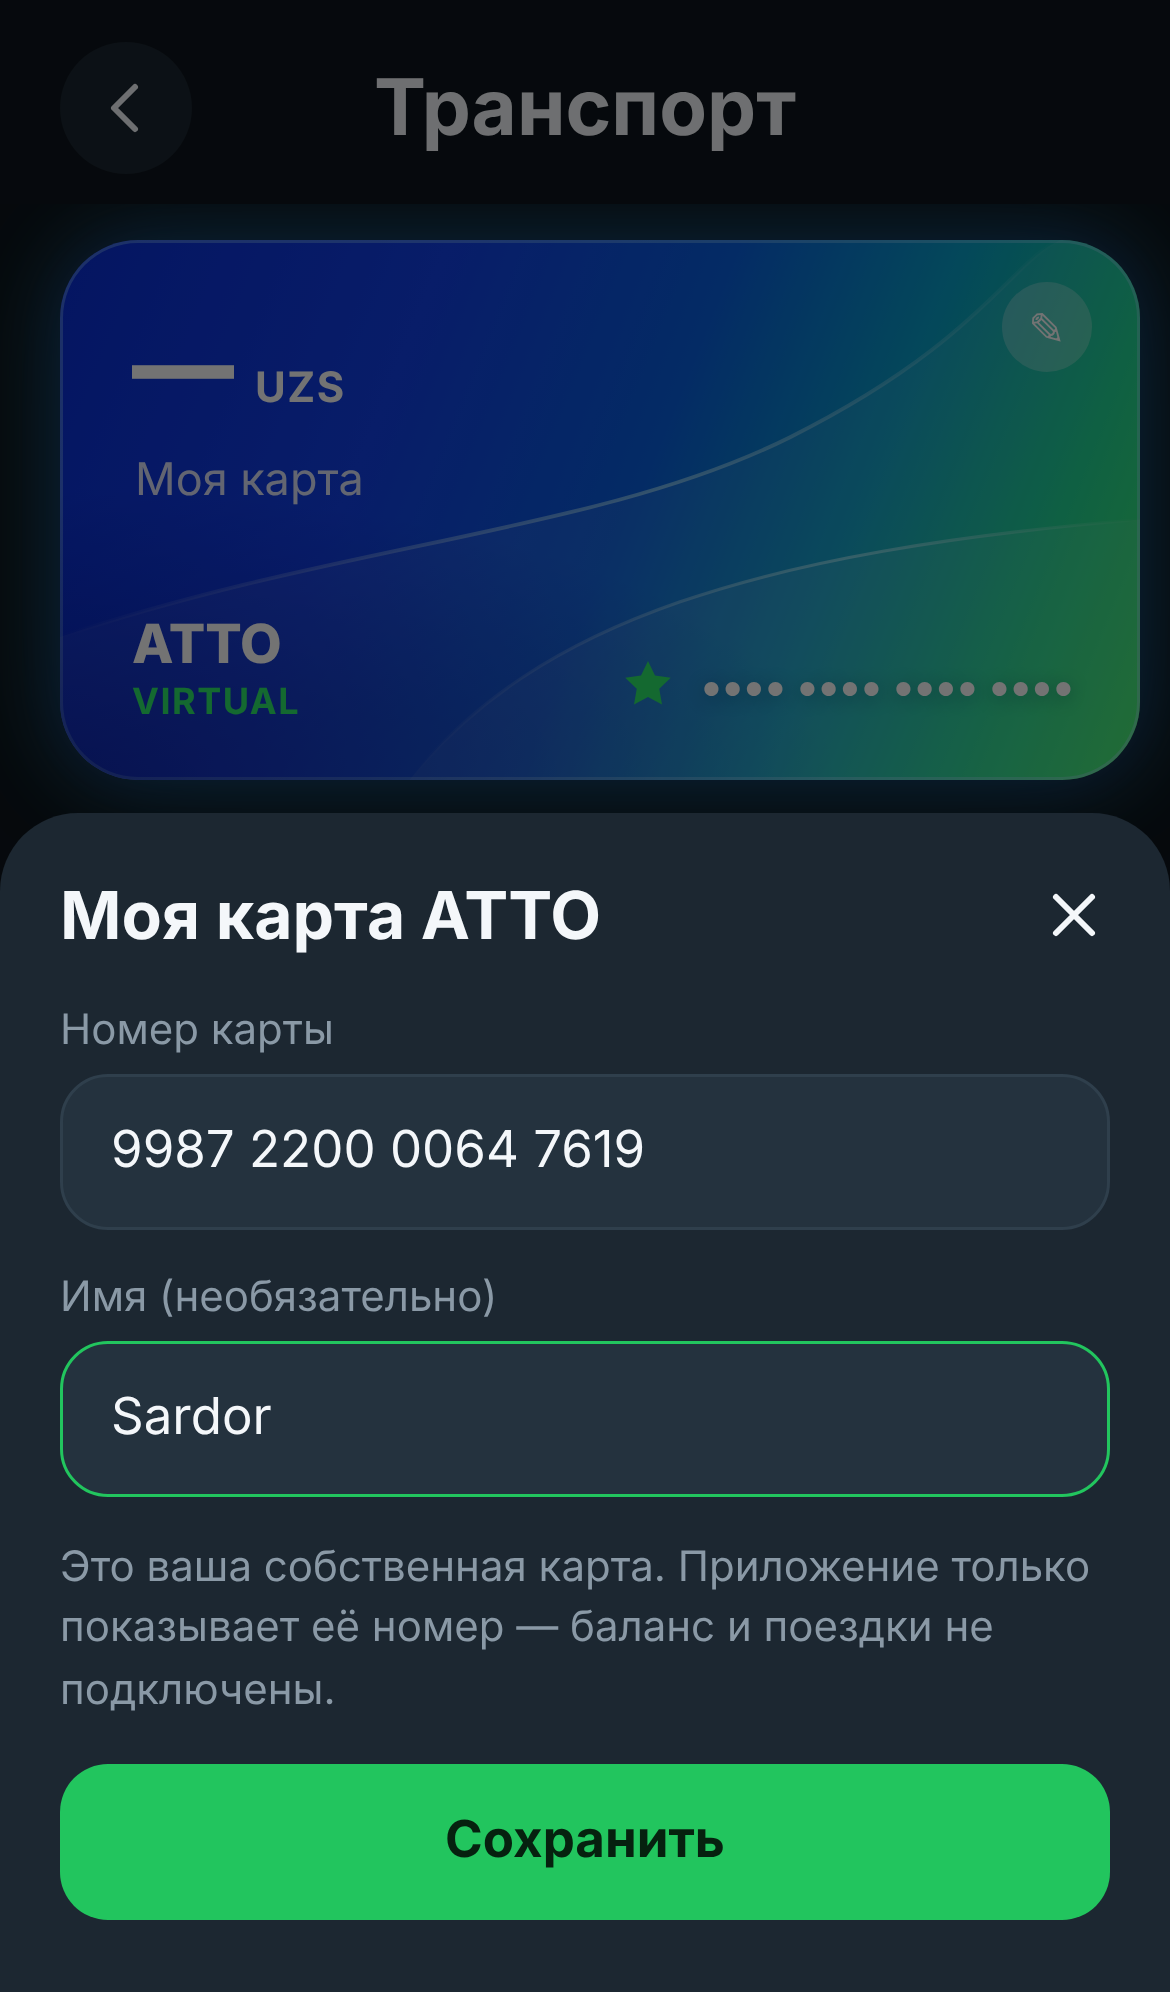 Транспорт
UZS
Моя карта
ATTO
VIRTUAL
•••• •••• •••• ••••
Моя карта ATTO
Номер карты
9987 2200 0064 7619
Имя (необязательно)
Sardor
Это ваша собственная карта. Приложение только
показывает её номер — баланс и поездки не
подключены.
Сохранить